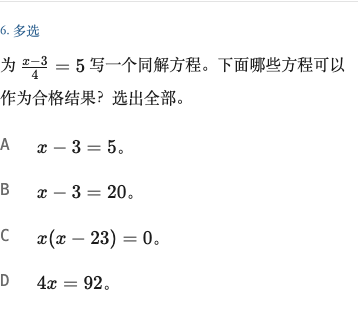 6. 多选
为 \frac{x-3}{4} = 5 写一个同解方程。下面哪些方程可以
作为合格结果？选出全部。
A x − 3 = 5。
B x − 3 = 20。
C x(x − 23) = 0。
D 4x = 92。